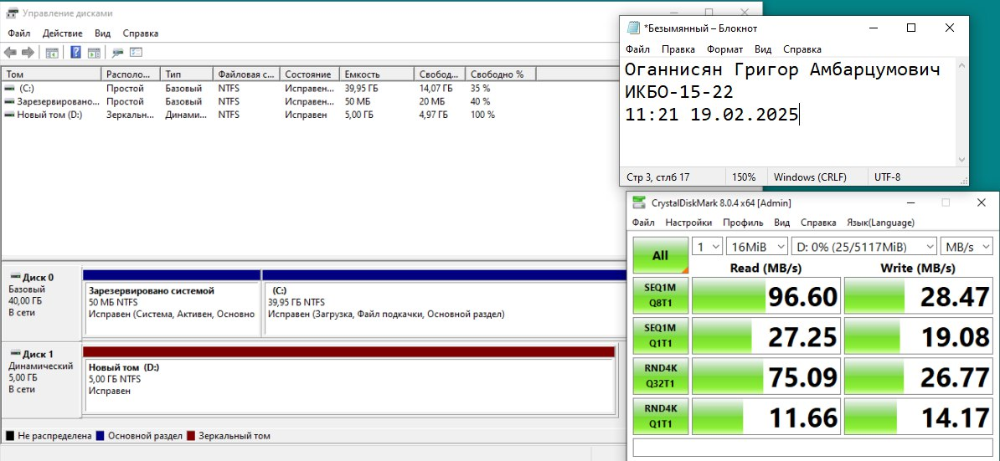 Управление дисками
Файл Действие Вид Справка
Том Располо... Тип Файловая с... Состояние Емкость Свобод... Свободно %
(C:) Простой Базовый NTFS Исправен... 39,95 ГБ 14,07 ГБ 35 %
Зарезервировано... Простой Базовый NTFS Исправен... 50 МБ 20 МБ 40 %
Новый том (D:) Зеркальн... Динами... NTFS Исправен 5,00 ГБ 4,97 ГБ 100 %
Диск 0
Базовый
40,00 ГБ
В сети
Зарезервировано системой
50 МБ NTFS
Исправен (Система, Активен, Основно
(C:)
39,95 ГБ NTFS
Исправен (Загрузка, Файл подкачки, Основной раздел)
Диск 1
Динамический
5,00 ГБ
В сети
Новый том (D:)
5,00 ГБ NTFS
Исправен
Не распределена Основной раздел Зеркальный том
*Безымянный – Блокнот
Файл Правка Формат Вид Справка
Оганнисян Григор Амбарцумович
ИКБО-15-22
11:21 19.02.2025
Стр 3, стлб 17 150% Windows (CRLF) UTF-8
CrystalDiskMark 8.0.4 x64 [Admin]
Файл Настройки Профиль Вид Справка Язык(Language)
All 1 16MiB D: 0% (25/5117MiB) MB/s
Read (MB/s) Write (MB/s)
SEQ1M
Q8T1
96.60 28.47
SEQ1M
Q1T1
27.25 19.08
RND4K
Q32T1
75.09 26.77
RND4K
Q1T1
11.66 14.17